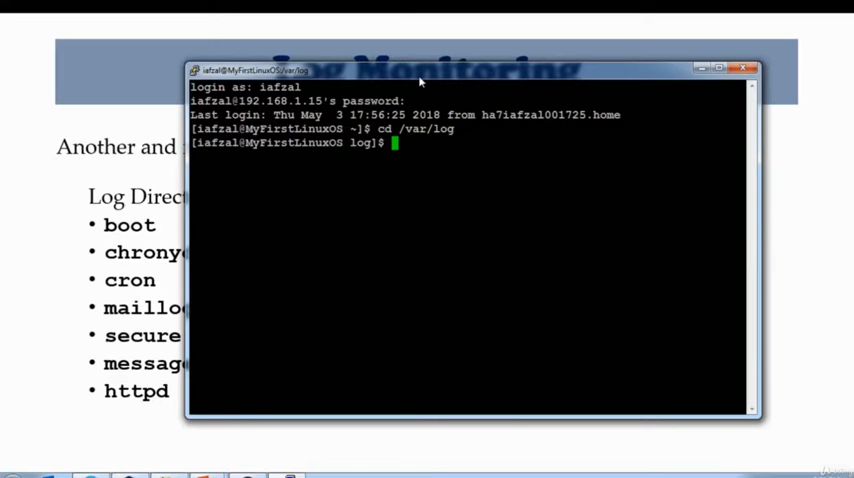 Log Monitoring
iafzal@MyFirstLinuxOS:/var/log
login as: iafzal
iafzal@192.168.1.15's password:
Last login: Thu May  3 17:56:25 2018 from ha7iafzal001725.home
[iafzal@MyFirstLinuxOS ~]$ cd /var/log
[iafzal@MyFirstLinuxOS log]$
Another and
Log Direc
• boot
• chrony
• cron
• maillo
• secure
• messag
• httpd